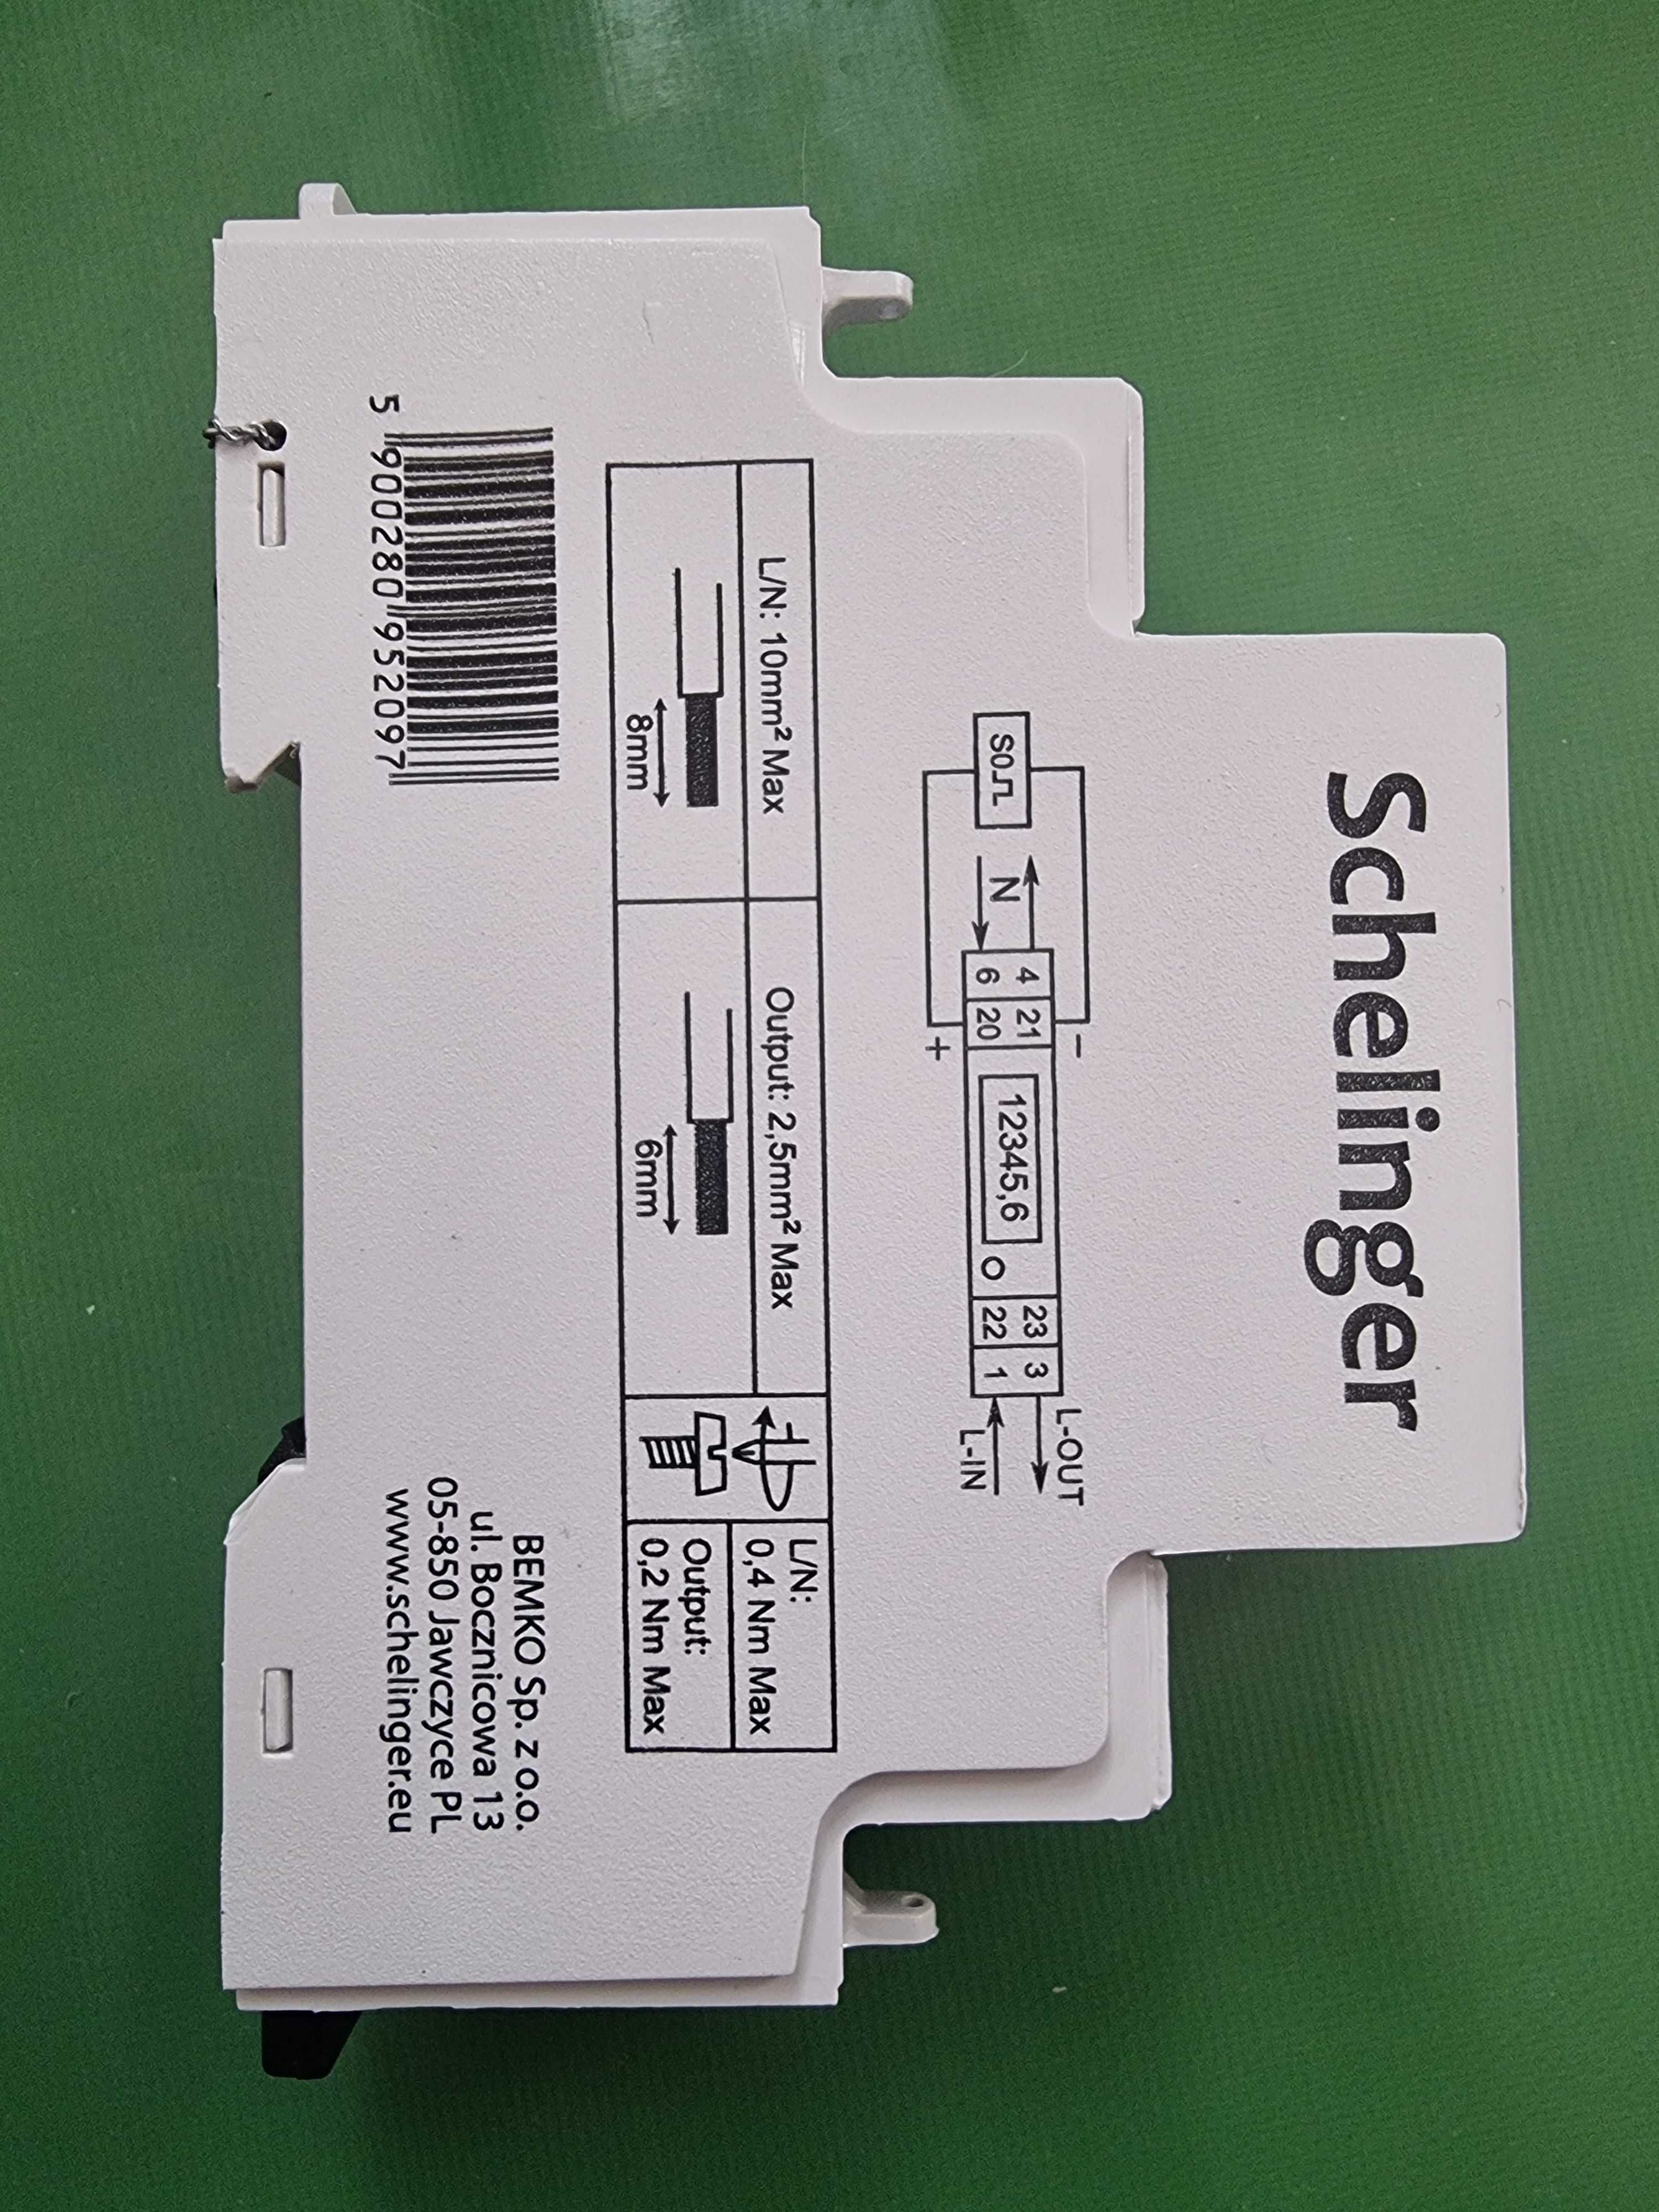 Schelinger
S0
N
4 21
6 20
−
+
12345,6
23 3
22 1
L-OUT
L-IN
L/N: 10mm² Max
Output: 2,5mm² Max
8mm
6mm
L/N:
0,4 Nm Max
Output:
0,2 Nm Max
5 900280 952097
BEMKO Sp. z o.o.
ul. Bocznicowa 13
05-850 Jawczyce PL
www.schelinger.eu